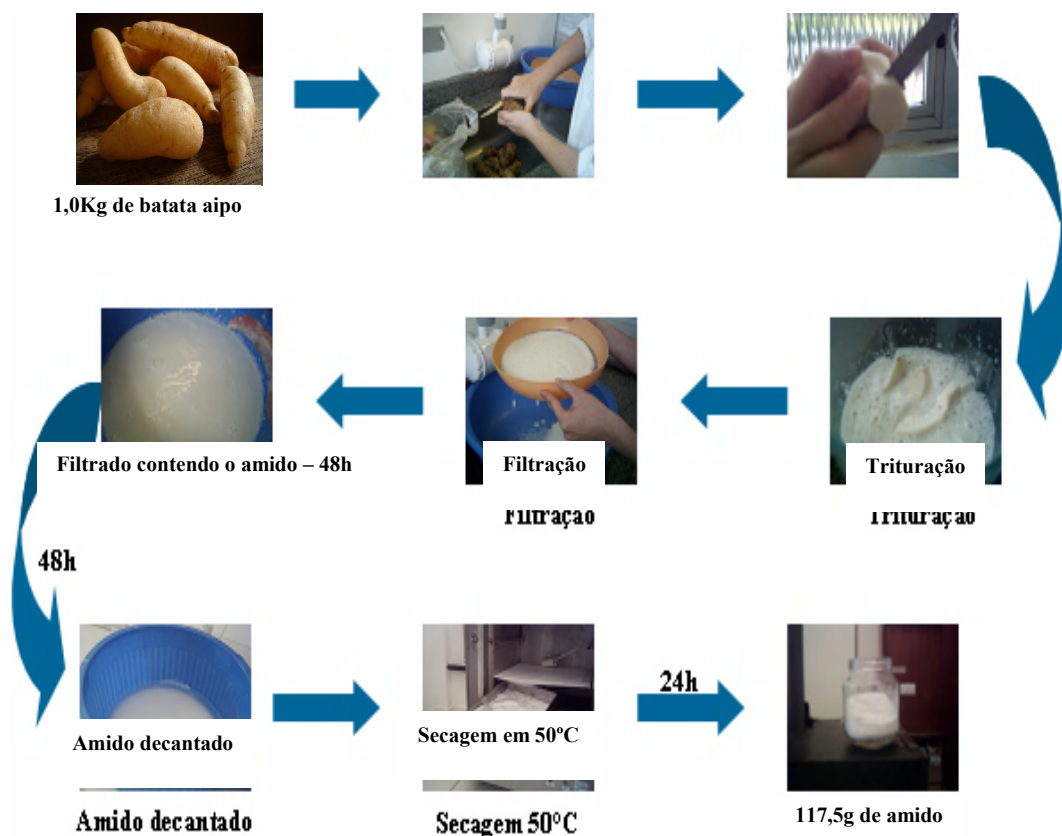 1,0Kg de batata aipo
Filtrado contendo o amido – 48h
Filtração
Trituração
Filtração
Trituração
48h
24h
Amido decantado
Secagem em 50ºC
Amido decantado
Secagem 50°C
117,5g de amido